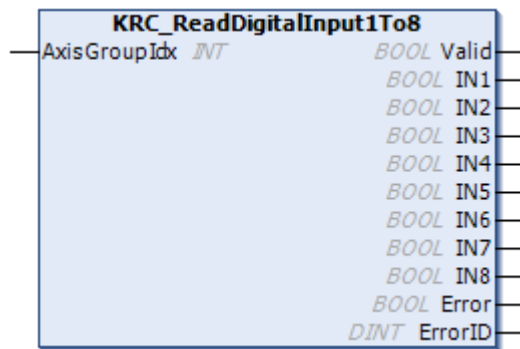 KRC_ReadDigitalInput1To8
AxisGroupIdx INT BOOL Valid
BOOL IN1
BOOL IN2
BOOL IN3
BOOL IN4
BOOL IN5
BOOL IN6
BOOL IN7
BOOL IN8
BOOL Error
DINT ErrorID